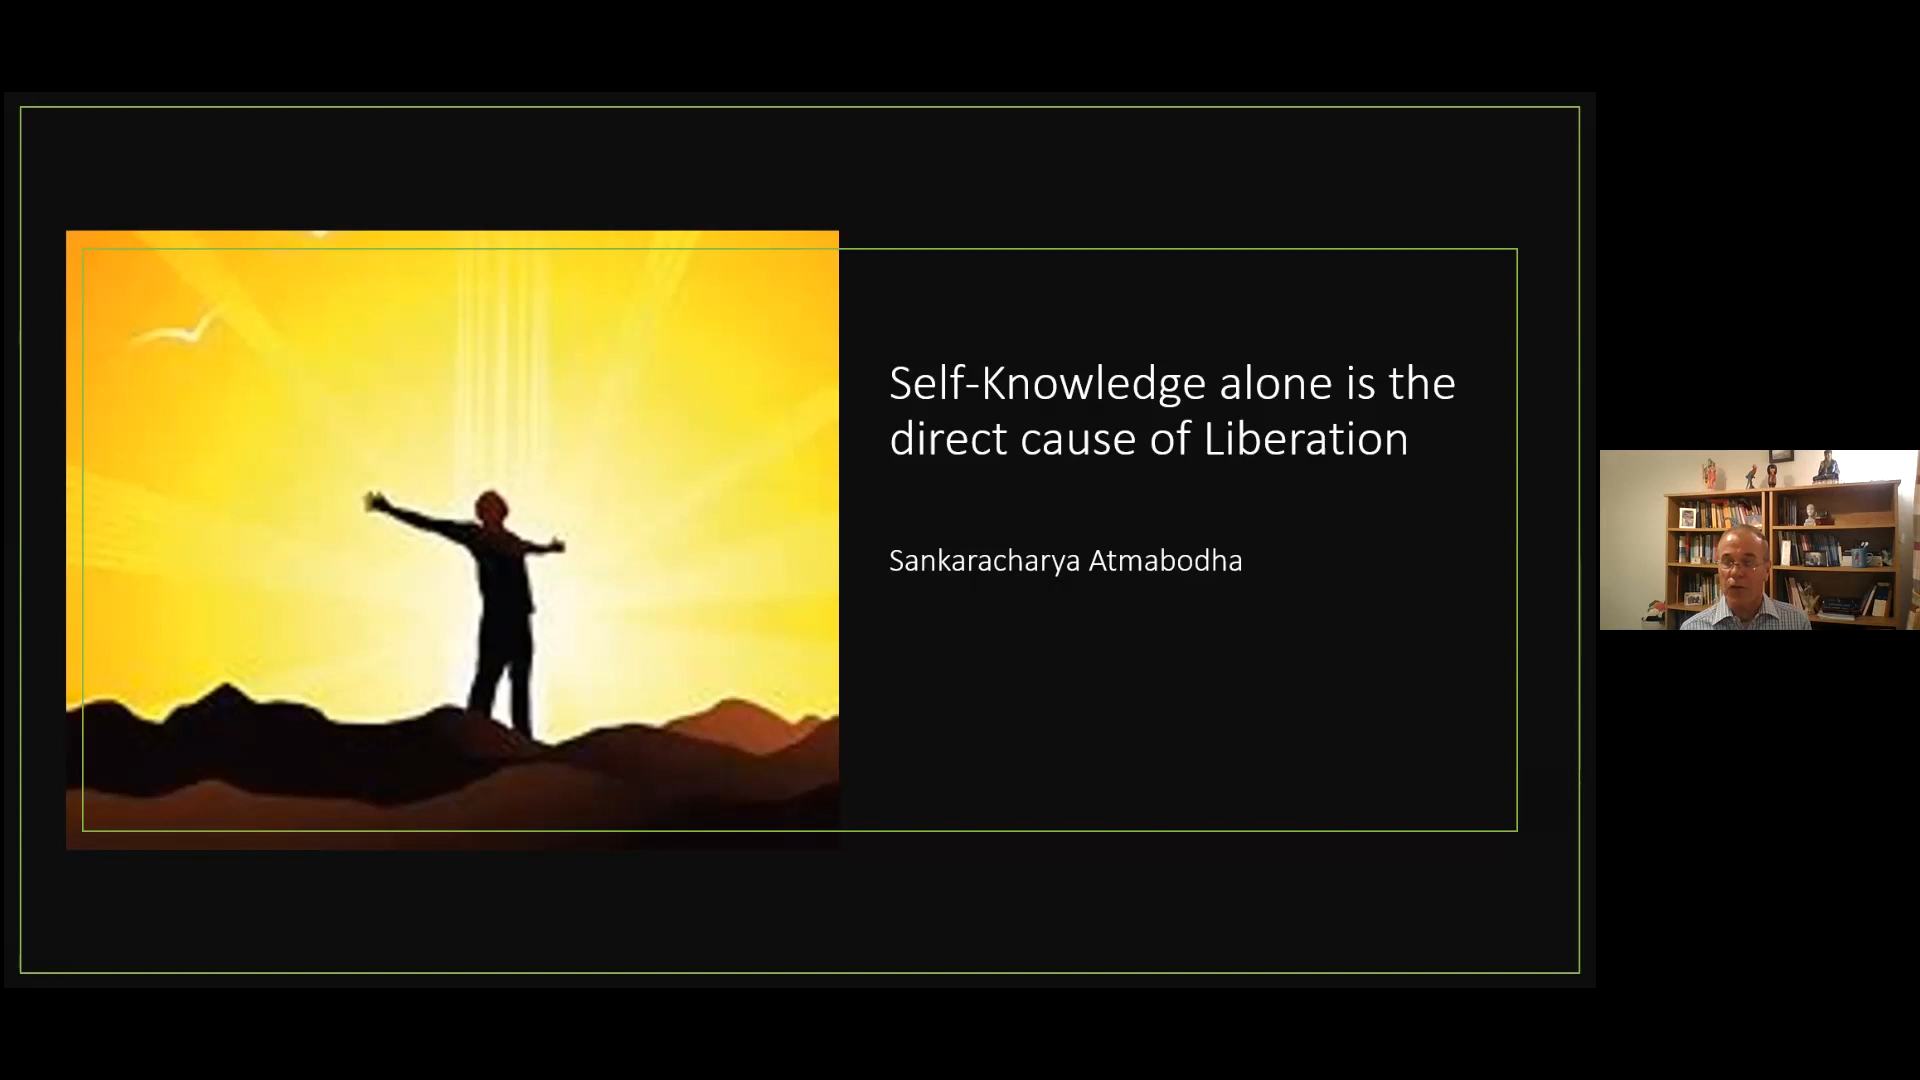 Self-Knowledge alone is the
direct cause of Liberation
Sankaracharya Atmabodha